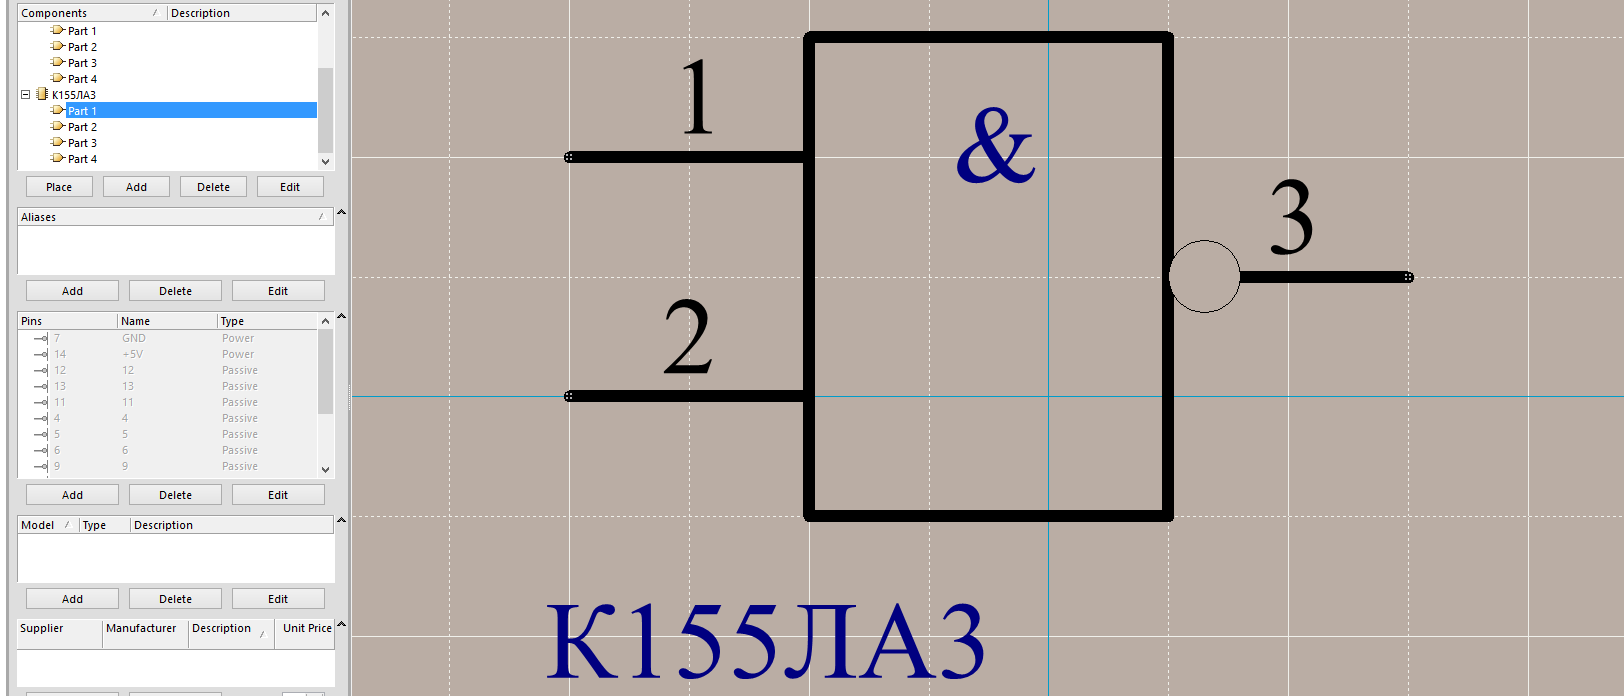 Components Description
Part 1
Part 2
Part 3
Part 4
К155ЛА3
Part 1
Part 2
Part 3
Part 4
Place Add Delete Edit
Aliases
Add Delete Edit
Pins Name Type
7 GND Power
14 +5V Power
12 12 Passive
13 13 Passive
11 11 Passive
4 4 Passive
5 5 Passive
6 6 Passive
9 9 Passive
Add Delete Edit
Model Type Description
Add Delete Edit
Supplier Manufacturer Description Unit Price
1
&
3
2
К155ЛА3